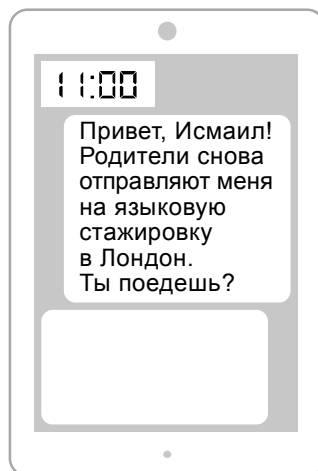 11:00
Привет, Исмаил!
Родители снова
отправляют меня
на языковую
стажировку
в Лондон.
Ты поедешь?